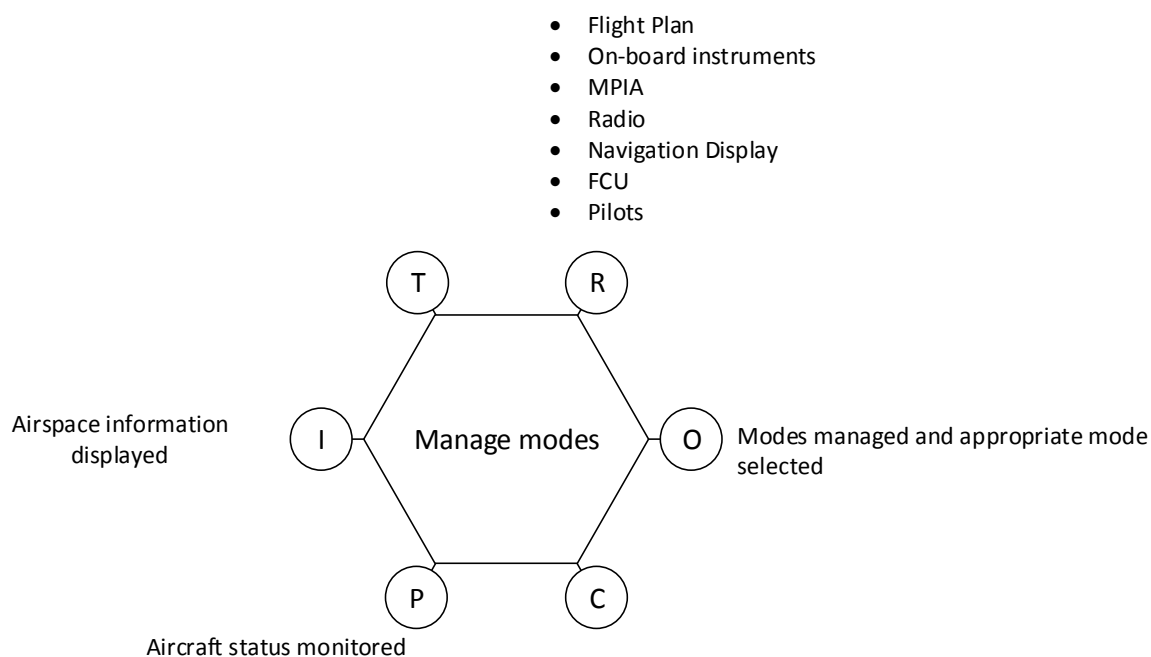 • Flight Plan
• On-board instruments
• MPIA
• Radio
• Navigation Display
• FCU
• Pilots
T
R
Airspace information
displayed
I
Manage modes
O
Modes managed and appropriate mode
selected
P
C
Aircraft status monitored